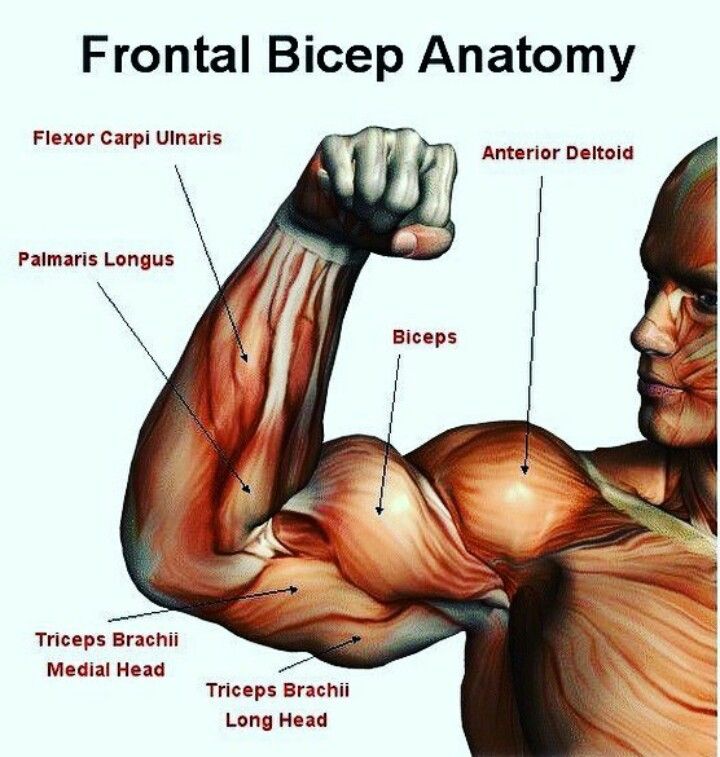 Frontal Bicep Anatomy
Flexor Carpi Ulnaris
Anterior Deltoid
Palmaris Longus
Biceps
Triceps Brachii
Medial Head
Triceps Brachii
Long Head